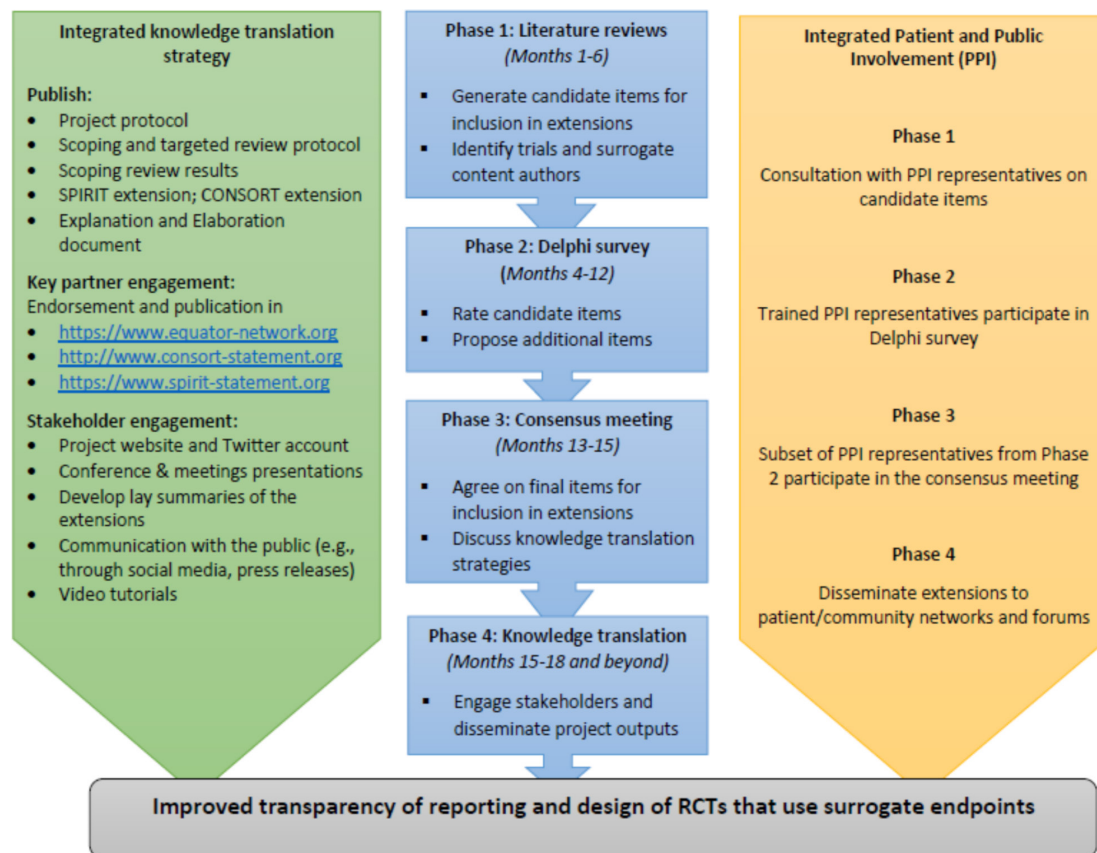 Integrated knowledge translation
strategy
Publish:
• Project protocol
• Scoping and targeted review protocol
• Scoping review results
• SPIRIT extension; CONSORT extension
• Explanation and Elaboration
document
Key partner engagement:
Endorsement and publication in
• https://www.equator-network.org
• http://www.consort-statement.org
• https://www.spirit-statement.org
Stakeholder engagement:
• Project website and Twitter account
• Conference & meetings presentations
• Develop lay summaries of the
extensions
• Communication with the public (e.g.,
through social media, press releases)
• Video tutorials
Phase 1: Literature reviews
(Months 1-6)
▪ Generate candidate items for
inclusion in extensions
▪ Identify trials and surrogate
content authors
Phase 2: Delphi survey
(Months 4-12)
▪ Rate candidate items
▪ Propose additional items
Phase 3: Consensus meeting
(Months 13-15)
▪ Agree on final items for
inclusion in extensions
▪ Discuss knowledge translation
strategies
Phase 4: Knowledge translation
(Months 15-18 and beyond)
▪ Engage stakeholders and
disseminate project outputs
Integrated Patient and Public
Involvement (PPI)
Phase 1
Consultation with PPI representatives on
candidate items
Phase 2
Trained PPI representatives participate in
Delphi survey
Phase 3
Subset of PPI representatives from Phase
2 participate in the consensus meeting
Phase 4
Disseminate extensions to
patient/community networks and forums
Improved transparency of reporting and design of RCTs that use surrogate endpoints